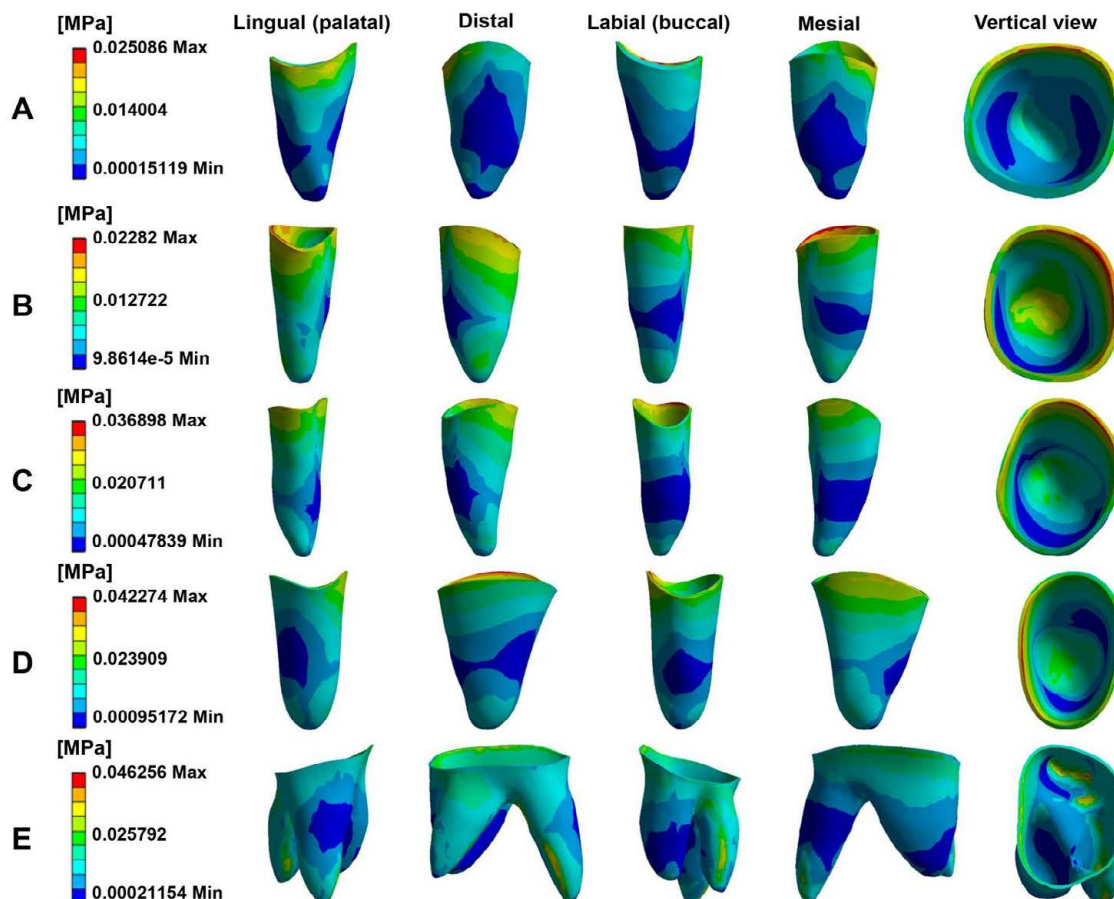 [MPa] Lingual (palatal) Distal Labial (buccal) Mesial Vertical view
0.025086 Max
A
0.014004
0.00015119 Min
[MPa]
0.02282 Max
B
0.012722
9.8614e-5 Min
[MPa]
0.036898 Max
C
0.020711
0.00047839 Min
[MPa]
0.042274 Max
D
0.023909
0.00095172 Min
[MPa]
0.046256 Max
E
0.025792
0.00021154 Min